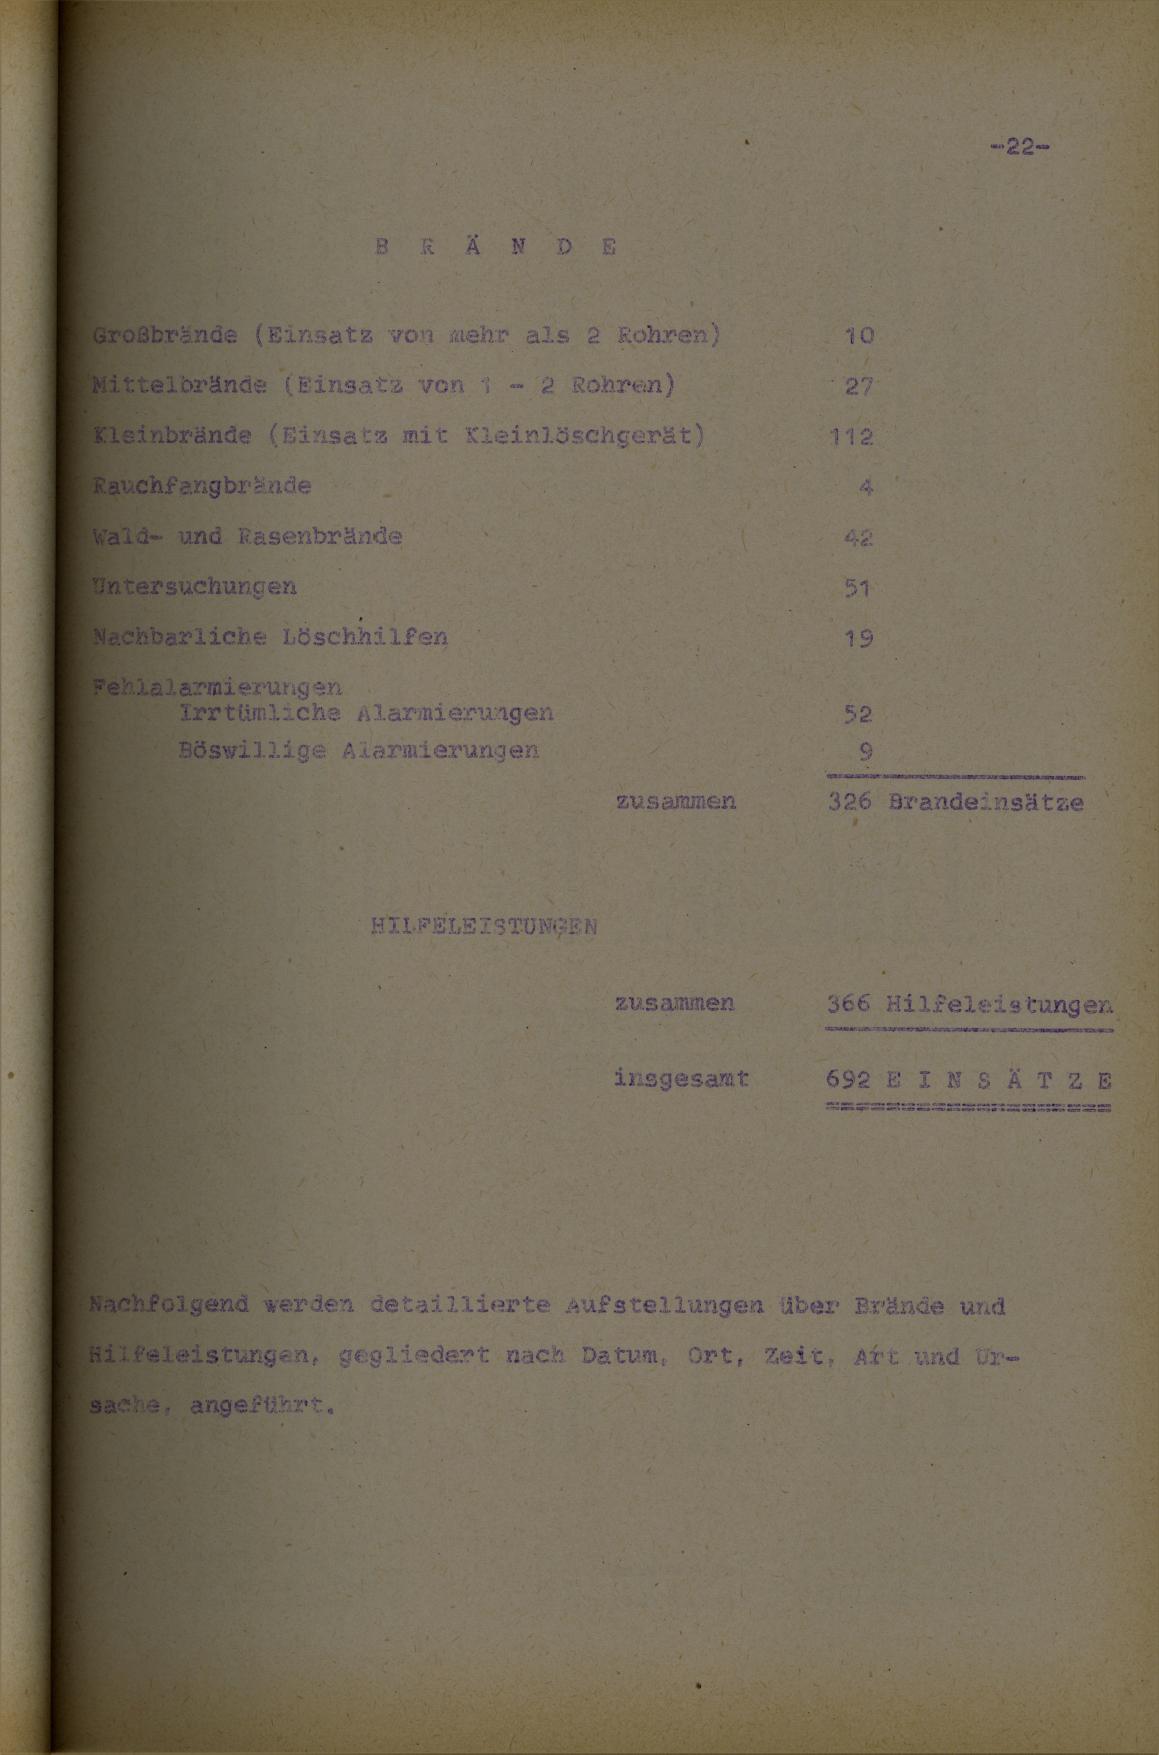 -22-
B R Ä N D E
Großbrände (Einsatz von mehr als 2 Rohren) 10
Mittelbrände (Einsatz von 1 - 2 Rohren) 27
Kleinbrände (Einsatz mit Kleinlöschgerät) 112
Rauchfangbrände 4
Wald- und Rasenbrände 42
Untersuchungen 51
Nachbarliche Löschhilfen 19
Fehlalarmierungen
Irrtümliche Alarmierungen 52
Böswillige Alarmierungen 9
zusammen 326 Brandeinsätze
HILFELEISTUNGEN
zusammen 366 Hilfeleistungen
insgesamt 692 E I N S Ä T Z E
Nachfolgend werden detaillierte Aufstellungen über Brände und
Hilfeleistungen, gegliedert nach Datum, Ort, Zeit, Art und Ur-
sache, angeführt.